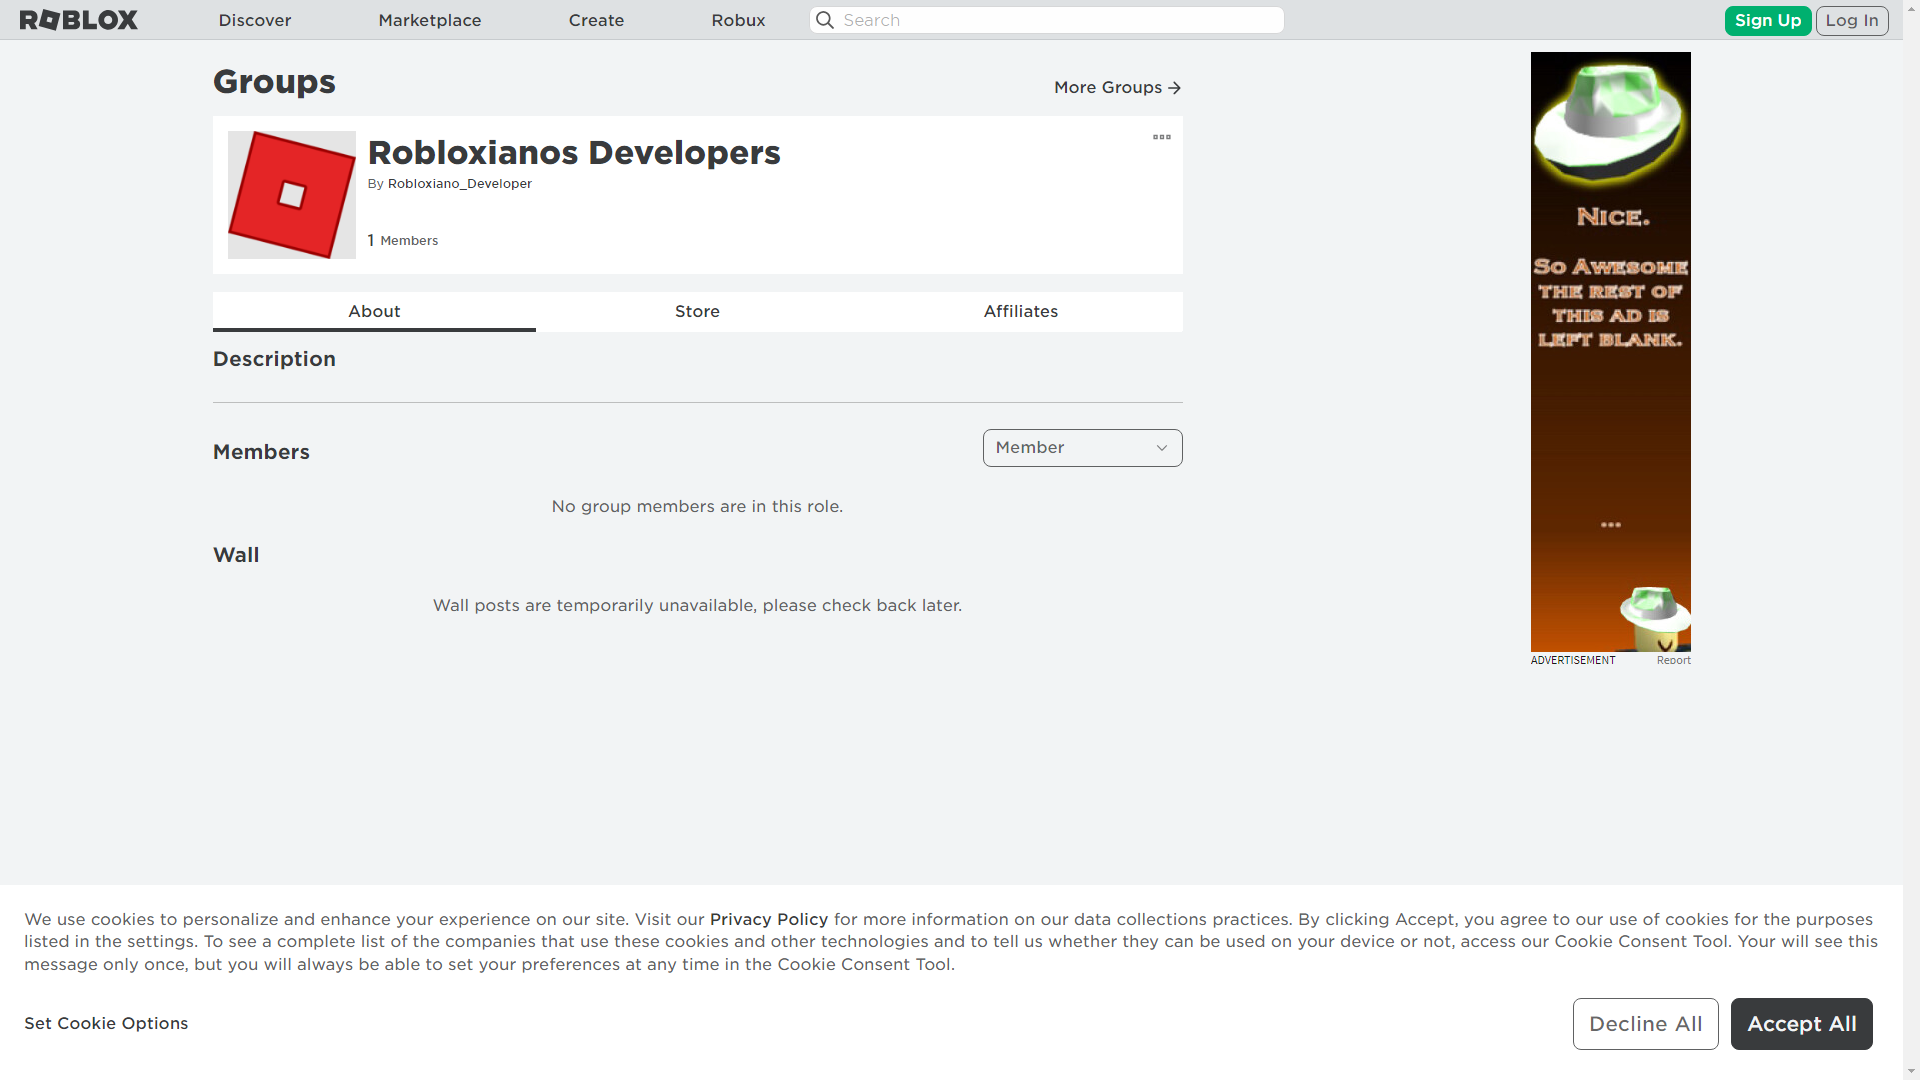 ROBLOX Discover Marketplace Create Robux Search Sign Up Log In
Groups
More Groups
Robloxianos Developers
By Robloxiano_Developer
1 Members
About Store Affiliates
Description
Members
Member
No group members are in this role.
Wall
Wall posts are temporarily unavailable, please check back later.
NICE.
SO AWESOME
THE REST OF
THIS AD IS
LEFT BLANK.
...
ADVERTISEMENT Report
We use cookies to personalize and enhance your experience on our site. Visit our Privacy Policy for more information on our data collections practices. By clicking Accept, you agree to our use of cookies for the purposes
listed in the settings. To see a complete list of the companies that use these cookies and other technologies and to tell us whether they can be used on your device or not, access our Cookie Consent Tool. Your will see this
message only once, but you will always be able to set your preferences at any time in the Cookie Consent Tool.
Set Cookie Options
Decline All
Accept All